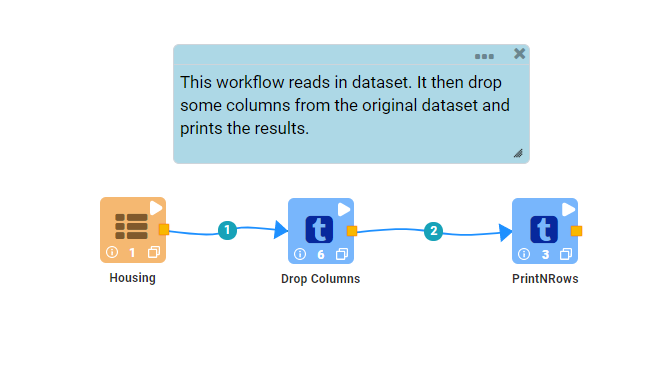 This workflow reads in dataset. It then drop
some columns from the original dataset and
prints the results.
1
2
t
t
1
6
3
Housing
Drop Columns
PrintNRows